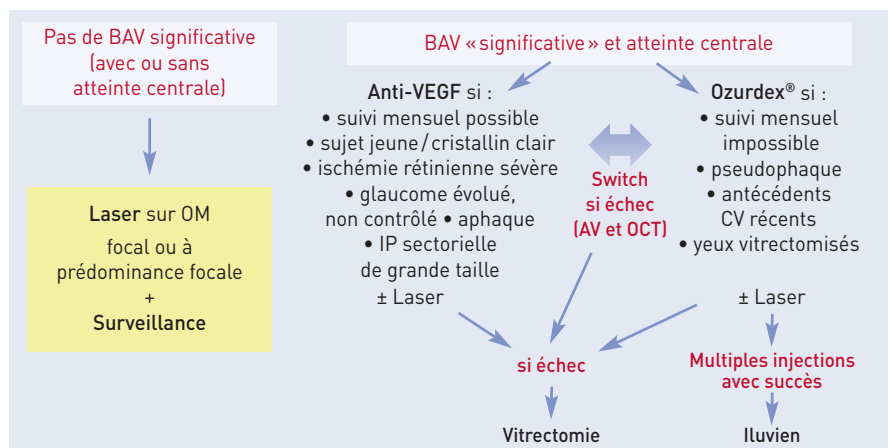 Pas de BAV significative
(avec ou sans
atteinte centrale)
Laser sur OM
focal ou à
prédominance focale
+
Surveillance
BAV « significative » et atteinte centrale
Anti-VEGF si :
• suivi mensuel possible
• sujet jeune/cristallin clair
• ischémie rétinienne sévère
• glaucome évolué,
non contrôlé • aphaque
• IP sectorielle
de grande taille
± Laser
Switch
si échec
(AV et OCT)
Ozurdex® si :
• suivi mensuel
impossible
• pseudophaque
• antécédents
CV récents
• yeux vitrectomisés
± Laser
si échec
Vitrectomie
Multiples injections
avec succès
Iluvien